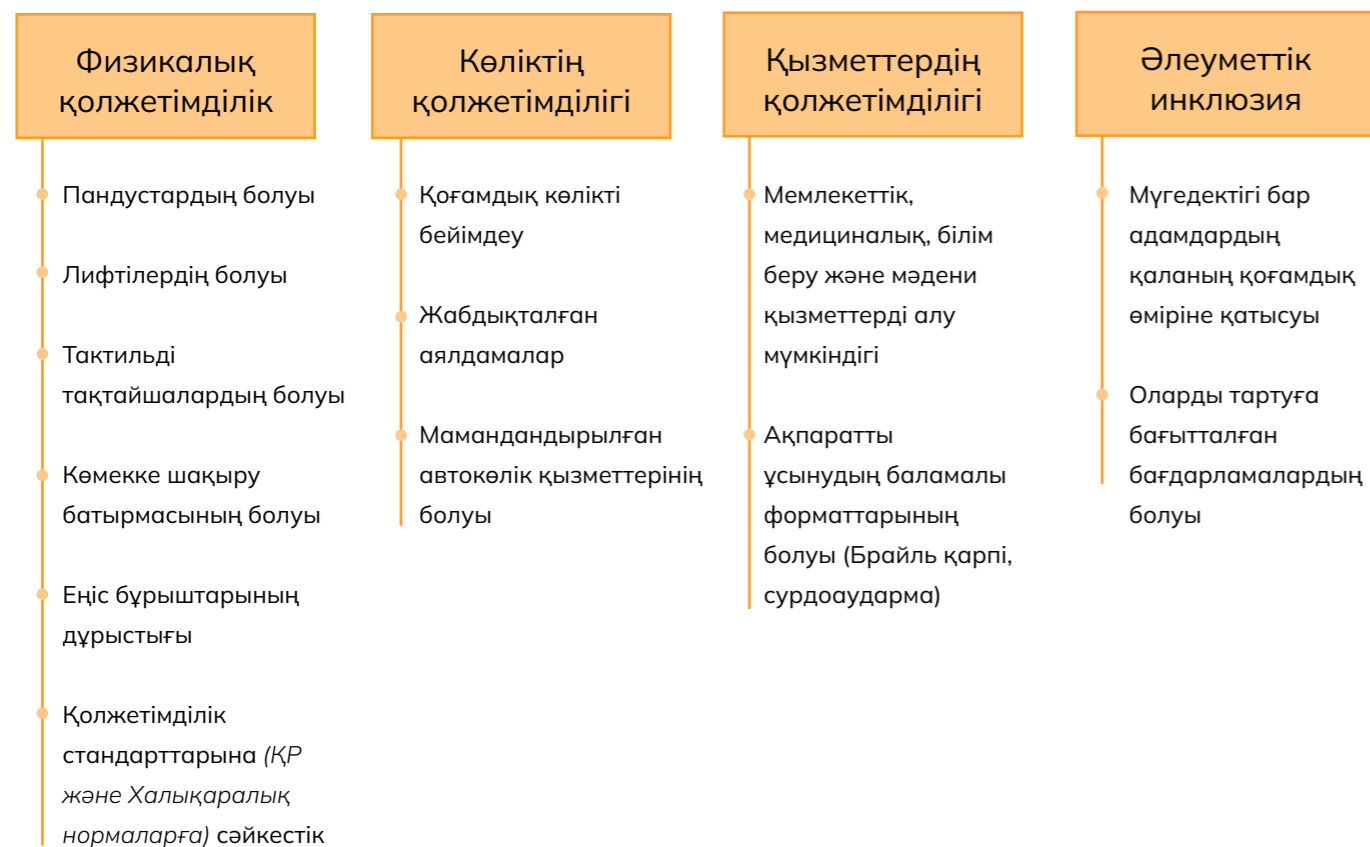 Физикалық
қолжетімділік
Пандустардың болуы
Лифтілердің болуы
Тактильді
тақтайшалардың болуы
Көмекке шақыру
батырмасының болуы
Еңіс бұрыштарының
дұрыстығы
Қолжетімділік
стандарттарына (ҚР
және Халықаралық
нормаларға) сәйкестік
Көліктің
қолжетімділігі
Қоғамдық көлікті
бейімдеу
Жабдықталған
аялдамалар
Мамандандырылған
автокөлік қызметтерінің
болуы
Қызметтердің
қолжетімділігі
Мемлекеттік,
медициналық, білім
беру және мәдени
қызметтерді алу
мүмкіндігі
Ақпаратты
ұсынудың баламалы
форматтарының
болуы (Брайль қарпі,
сурдоаударма)
Әлеуметтік
инклюзия
Мүгедектігі бар
адамдардың
қаланың қоғамдық
өміріне қатысуы
Оларды тартуға
бағытталған
бағдарламалардың
болуы